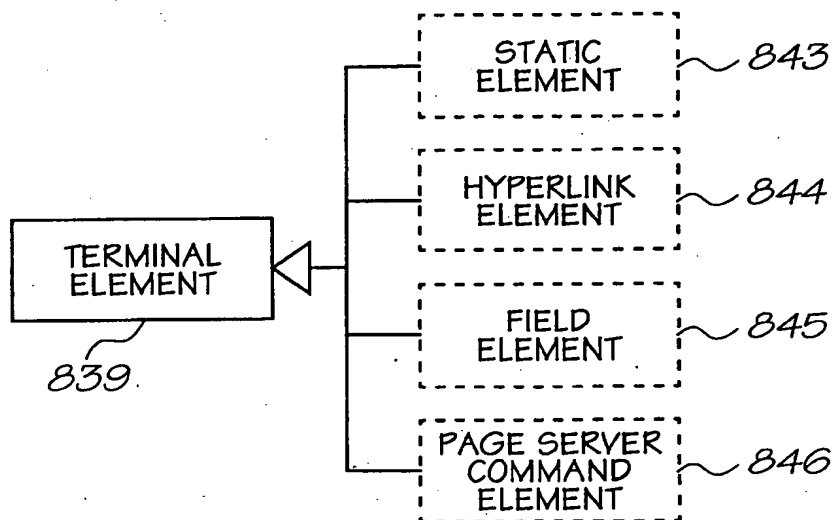 STATIC
ELEMENT
843
HYPERLINK
ELEMENT
844
TERMINAL
ELEMENT
839
FIELD
ELEMENT
845
PAGE SERVER
COMMAND
ELEMENT
846